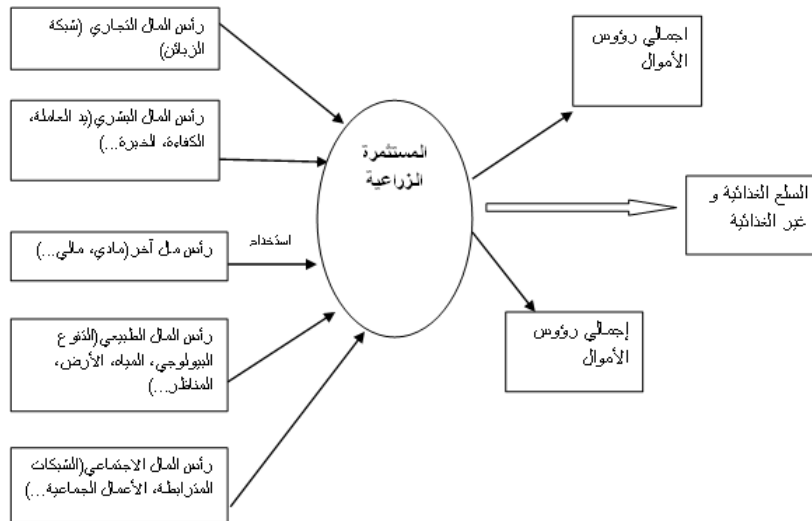 رأس المال التجاري (شبكة
الزبائن)
رأس المال البشري(يد العاملة،
الكفاءة، الخبرة...)
رأس مال آخر(مادي، مالي...)
رأس المال الطبيعي(التنوع
البيولوجي، المياه، الأرض،
المناظر...)
رأس المال الاجتماعي(الشبكات
المترابطة، الأعمال الجماعية...)
استخدام
المستثمرة
الزراعية
اجمالي رؤوس
الأموال
السلع الغذائية و
غير الغذائية
إجمالي رؤوس
الأموال